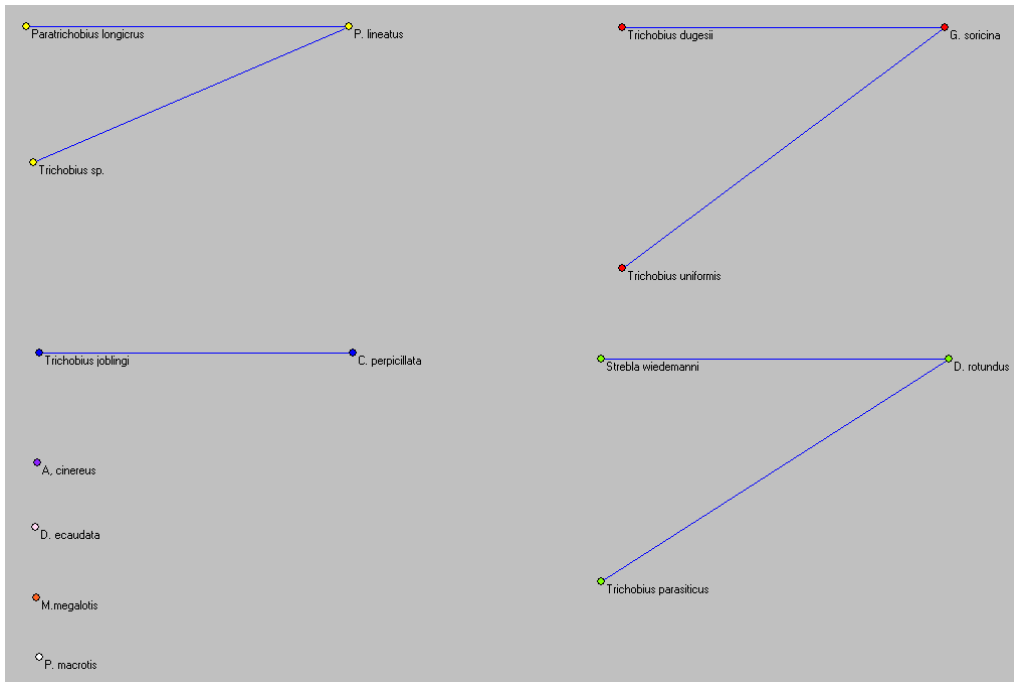 Paratrichobius longicrus
P. lineatus
Trichobius sp.
Trichobius dugesii
G. soricina
Trichobius uniformis
Trichobius joblingi
C. perpicillata
Strebla wiedemanni
D. rotundus
Trichobius parasiticus
A, cinereus
D. ecaudata
M.megalotis
P. macrotis